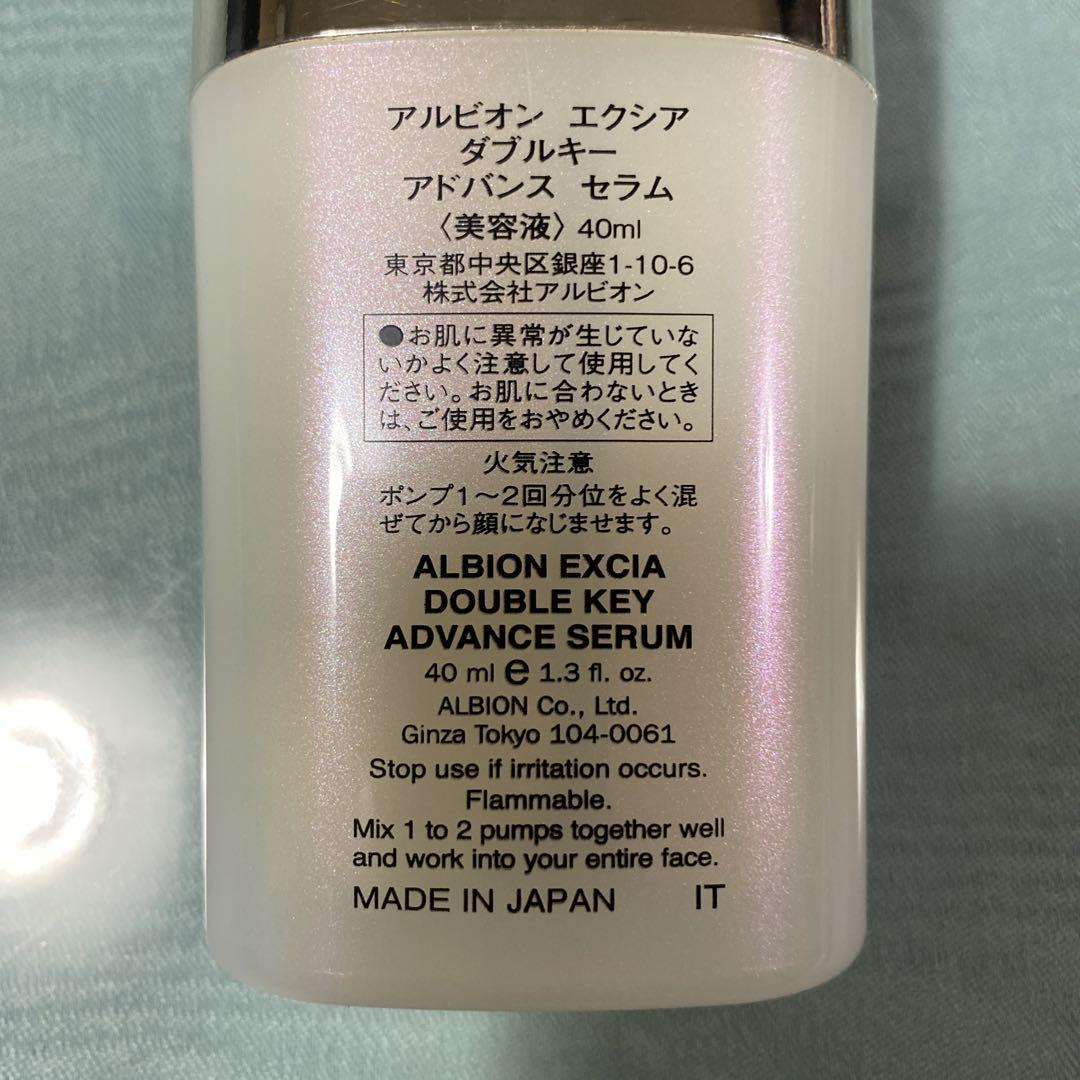 アルビオン エクシア
ダブルキー
アドバンス セラム
〈美容液〉 40ml
東京都中央区銀座1-10-6
株式会社アルビオン
●お肌に異常が生じていな
いかよく注意して使用してく
ださい。お肌に合わないとき
は、ご使用をおやめください。
火気注意
ポンプ1～2回分位をよく混
ぜてから顔になじませます。
ALBION EXCIA
DOUBLE KEY
ADVANCE SERUM
40 ml e 1.3 fl. oz.
ALBION Co., Ltd.
Ginza Tokyo 104-0061
Stop use if irritation occurs.
Flammable.
Mix 1 to 2 pumps together well
and work into your entire face.
MADE IN JAPAN IT